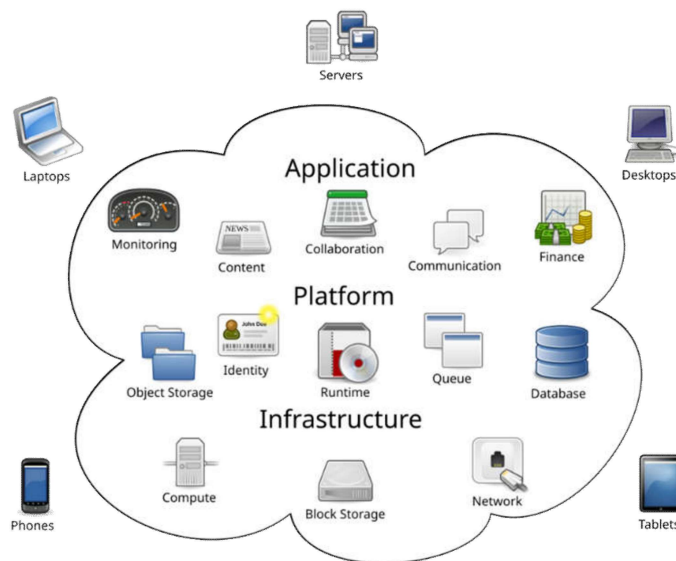 Servers
Laptops
Desktops
Application
Monitoring
Content
Collaboration
Communication
Finance
NEWS
Platform
John Doe
Object Storage
Identity
Runtime
Queue
Database
Infrastructure
Compute
Block Storage
Network
Phones
Tablets